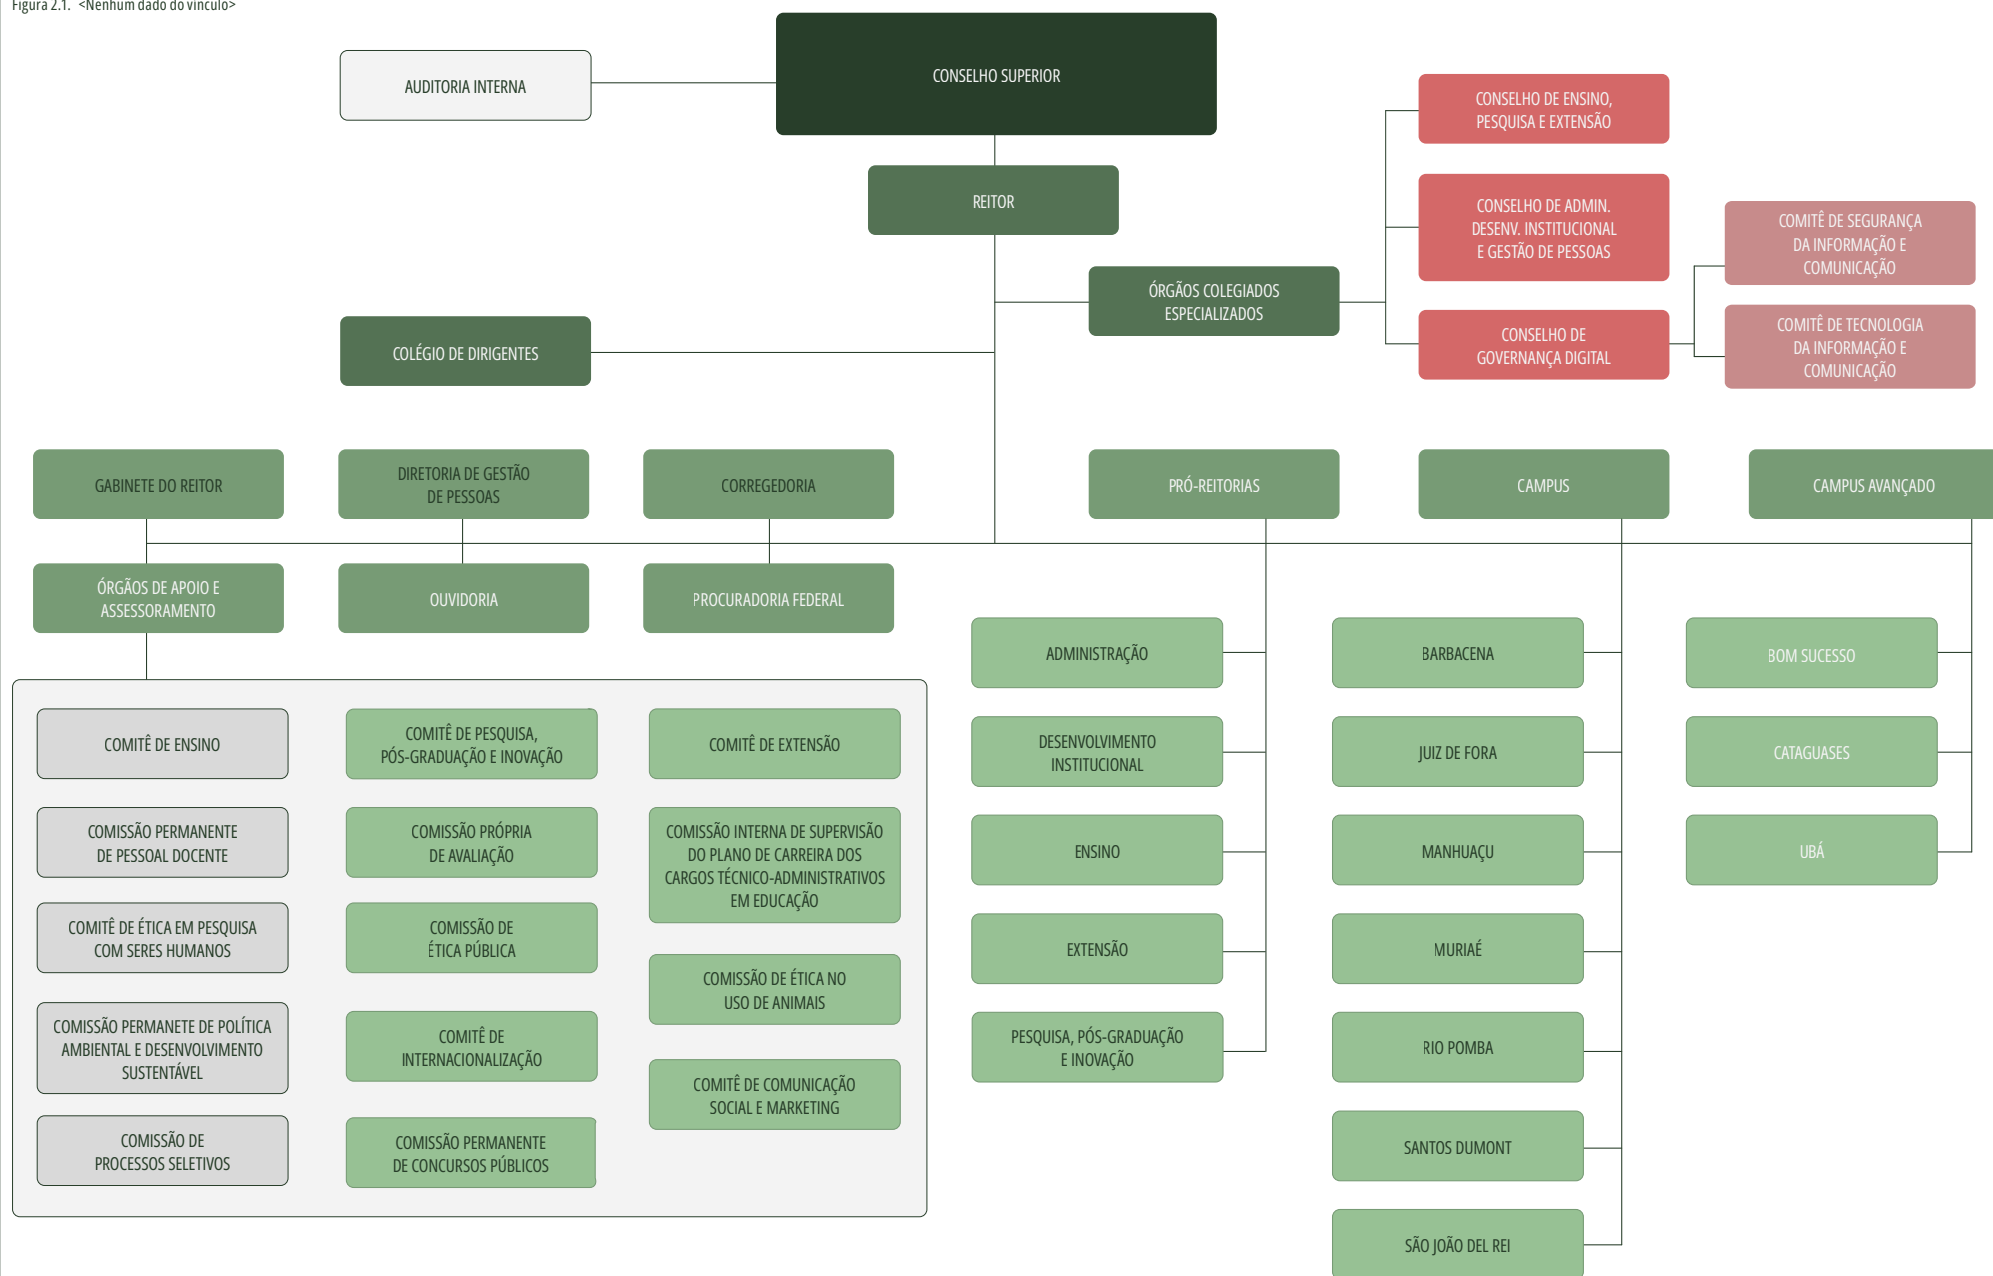 Figura 2.1. <Nenhum dado do vínculo>
AUDITORIA INTERNA
CONSELHO SUPERIOR
REITOR
CONSELHO DE ENSINO,
PESQUISA E EXTENSÃO
CONSELHO DE ADMIN.
DESENV. INSTITUCIONAL
E GESTÃO DE PESSOAS
ÓRGÃOS COLEGIADOS
ESPECIALIZADOS
CONSELHO DE
GOVERNANÇA DIGITAL
COMITÊ DE SEGURANÇA
DA INFORMAÇÃO E
COMUNICAÇÃO
COMITÊ DE TECNOLOGIA
DA INFORMAÇÃO E
COMUNICAÇÃO
COLÉGIO DE DIRIGENTES
GABINETE DO REITOR
DIRETORIA DE GESTÃO
DE PESSOAS
CORREGEDORIA
PRÓ-REITORIAS
CAMPUS
CAMPUS AVANÇADO
ÓRGÃOS DE APOIO E
ASSESSORAMENTO
OUVIDORIA
PROCURADORIA FEDERAL
COMITÊ DE ENSINO
COMISSÃO PERMANENTE
DE PESSOAL DOCENTE
COMITÊ DE ÉTICA EM PESQUISA
COM SERES HUMANOS
COMISSÃO PERMANETE DE POLÍTICA
AMBIENTAL E DESENVOLVIMENTO
SUSTENTÁVEL
COMISSÃO DE
PROCESSOS SELETIVOS
COMITÊ DE PESQUISA,
PÓS-GRADUAÇÃO E INOVAÇÃO
COMISSÃO PRÓPRIA
DE AVALIAÇÃO
COMISSÃO DE
ÉTICA PÚBLICA
COMITÊ DE
INTERNACIONALIZAÇÃO
COMISSÃO PERMANENTE
DE CONCURSOS PÚBLICOS
COMITÊ DE EXTENSÃO
COMISSÃO INTERNA DE SUPERVISÃO
DO PLANO DE CARREIRA DOS
CARGOS TÉCNICO-ADMINISTRATIVOS
EM EDUCAÇÃO
COMISSÃO DE ÉTICA NO
USO DE ANIMAIS
COMITÊ DE COMUNICAÇÃO
SOCIAL E MARKETING
ADMINISTRAÇÃO
DESENVOLVIMENTO
INSTITUCIONAL
ENSINO
EXTENSÃO
PESQUISA, PÓS-GRADUAÇÃO
E INOVAÇÃO
BARBACENA
JUIZ DE FORA
MANHUAÇU
MURIAÉ
RIO POMBA
SANTOS DUMONT
SÃO JOÃO DEL REI
BOM SUCESSO
CATAGUASES
UBÁ